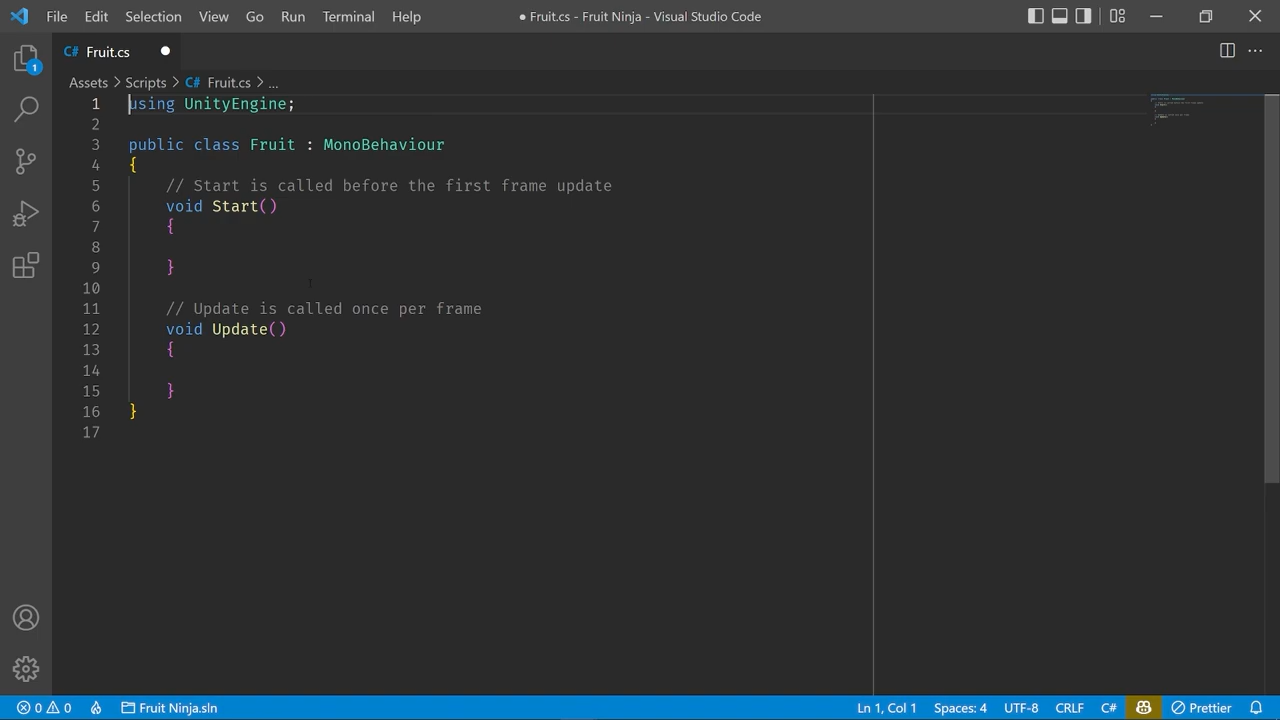 File Edit Selection View Go Run Terminal Help ● Fruit.cs - Fruit Ninja - Visual Studio Code
C# Fruit.cs ●
1
Assets > Scripts > C# Fruit.cs > ...
1 using UnityEngine;
2
3 public class Fruit : MonoBehaviour
4 {
5 // Start is called before the first frame update
6 void Start()
7 {
8
9 }
10
11 // Update is called once per frame
12 void Update()
13 {
14
15 }
16 }
17
0 0 Fruit Ninja.sln Ln 1, Col 1 Spaces: 4 UTF-8 CRLF C# Prettier